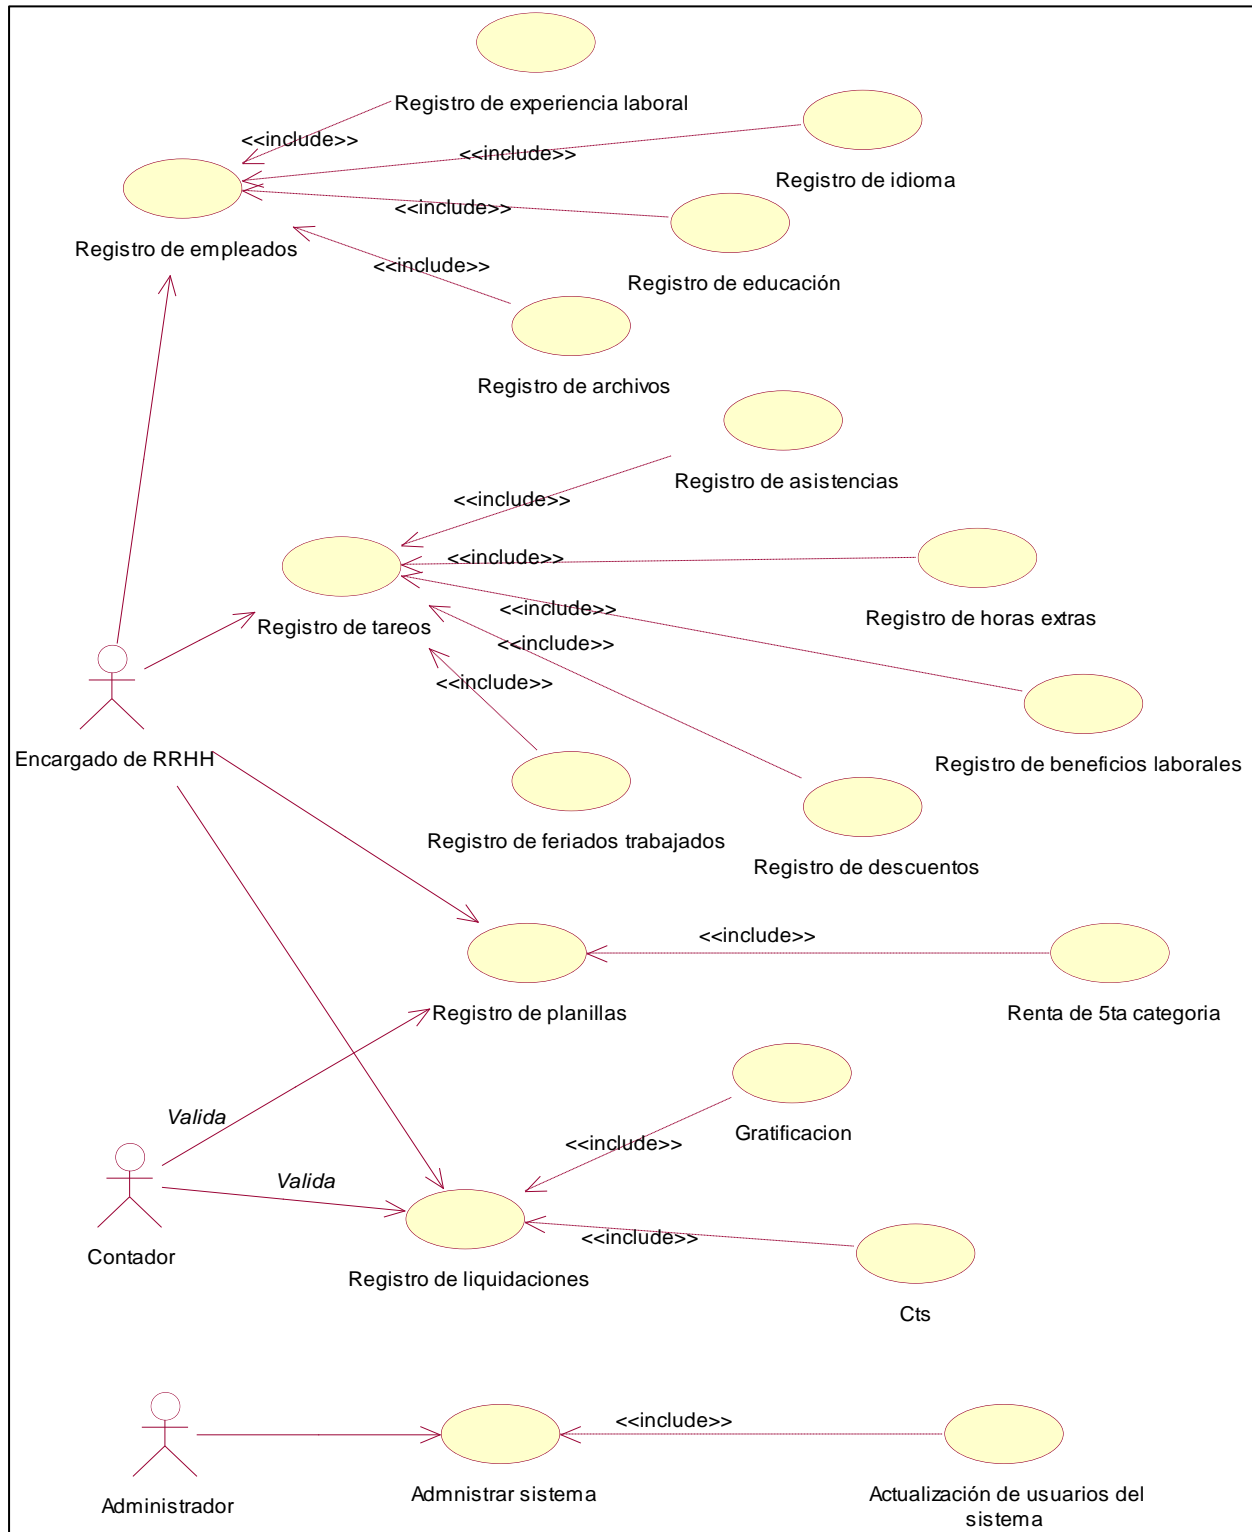 Registro de experiencia laboral
<<include>>
<<include>>
Registro de idioma
<<include>>
Registro de empleados
<<include>>
Registro de educación
Registro de archivos
Registro de asistencias
<<include>>
<<include>>
<<include>>
Registro de horas extras
Registro de tareos
<<include>>
<<include>>
Encargado de RRHH
Registro de beneficios laborales
Registro de feriados trabajados
Registro de descuentos
<<include>>
Registro de planillas
Renta de 5ta categoria
Valida
<<include>>
Gratificacion
Valida
<<include>>
Contador
Registro de liquidaciones
Cts
<<include>>
Administrador
Admnistrar sistema
Actualización de usuarios del
sistema